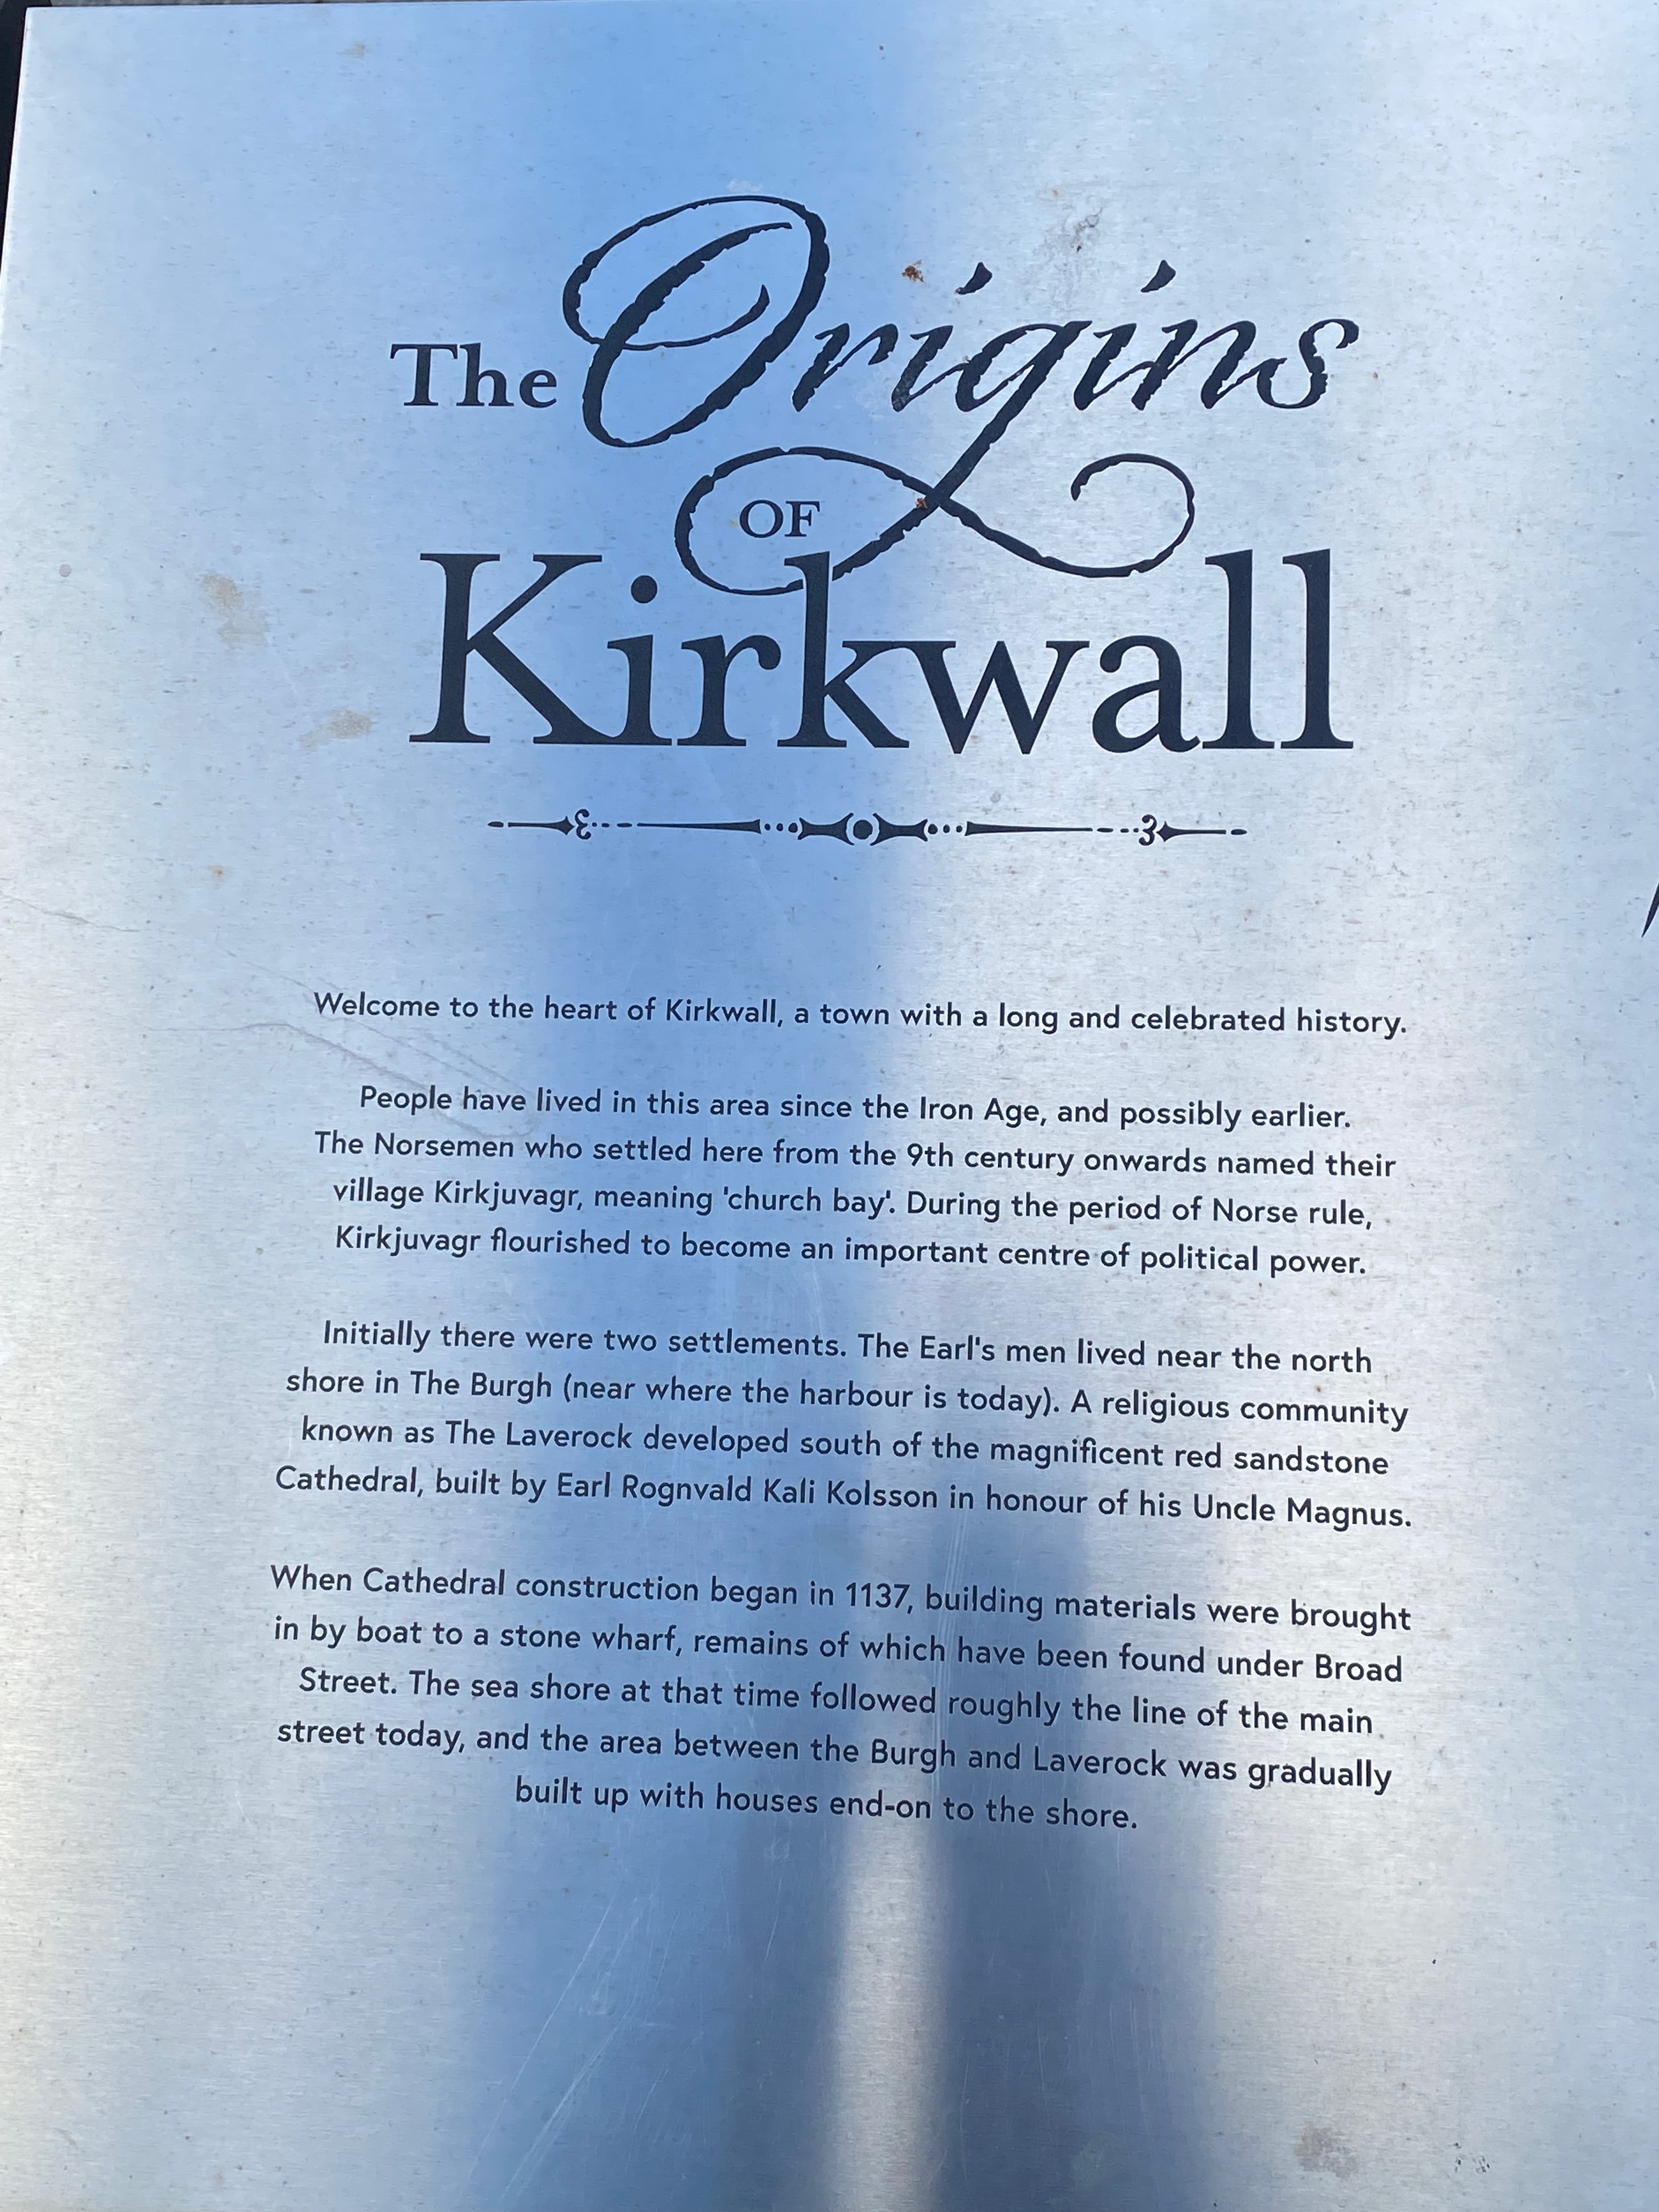 The Origins
OF
Kirkwall
Welcome to the heart of Kirkwall, a town with a long and celebrated history.
People have lived in this area since the Iron Age, and possibly earlier.
The Norsemen who settled here from the 9th century onwards named their
village Kirkjuvagr, meaning 'church bay'. During the period of Norse rule,
Kirkjuvagr flourished to become an important centre of political power.
Initially there were two settlements. The Earl's men lived near the north
shore in The Burgh (near where the harbour is today). A religious community
known as The Laverock developed south of the magnificent red sandstone
Cathedral, built by Earl Rognvald Kali Kolsson in honour of his Uncle Magnus.
When Cathedral construction began in 1137, building materials were brought
in by boat to a stone wharf, remains of which have been found under Broad
Street. The sea shore at that time followed roughly the line of the main
street today, and the area between the Burgh and Laverock was gradually
built up with houses end-on to the shore.